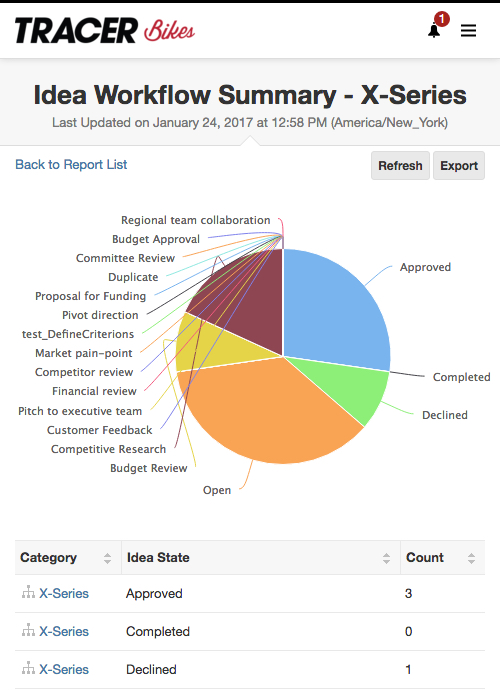 TRACER Bikes
1
Idea Workflow Summary - X-Series
Last Updated on January 24, 2017 at 12:58 PM (America/New_York)
Back to Report List
Refresh
Export
Regional team collaboration
Budget Approval
Committee Review
Duplicate
Proposal for Funding
Pivot direction
test_DefineCriterions
Market pain-point
Competitor review
Financial review
Pitch to executive team
Customer Feedback
Competitive Research
Budget Review
Open
Approved
Completed
Declined
Category Idea State Count
X-Series Approved 3
X-Series Completed 0
X-Series Declined 1